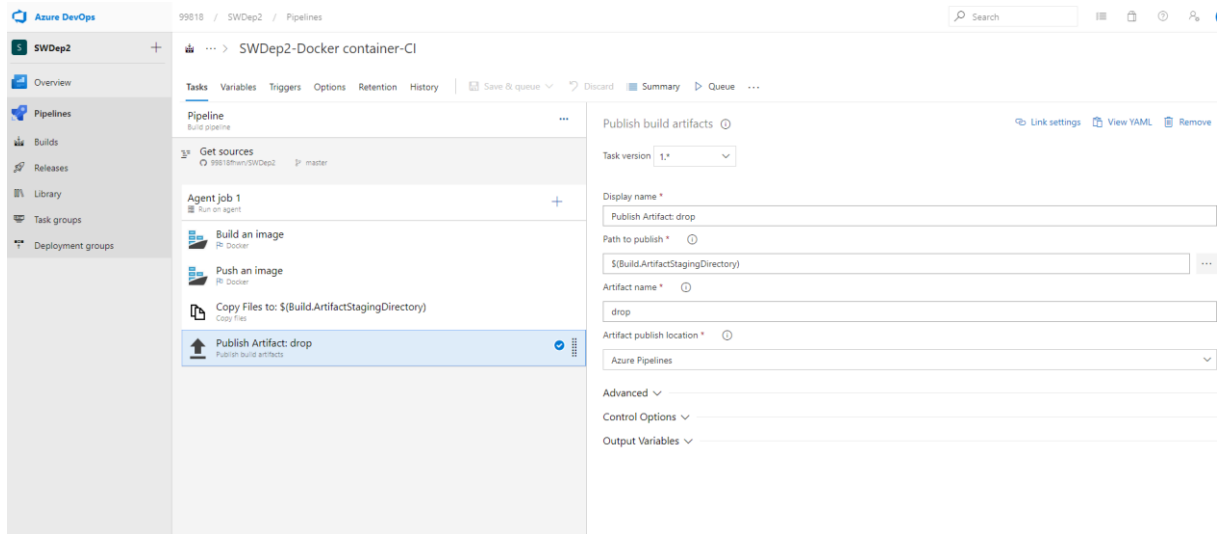 Azure DevOps
99818 / SWDep2 / Pipelines
Search
S SWDep2
... > SWDep2-Docker container-CI
Overview
Pipelines
Builds
Releases
Library
Task groups
Deployment groups
Tasks Variables Triggers Options Retention History Save & queue Discard Summary Queue ...
Pipeline
Build pipeline
...
Get sources
99818fhwn/SWDep2 master
Agent job 1
Run on agent
Build an image
Docker
Push an image
Docker
Copy Files to: $(Build.ArtifactStagingDirectory)
Copy files
Publish Artifact: drop
Publish build artifacts
Publish build artifacts
Link settings View YAML Remove
Task version 1.*
Display name *
Publish Artifact: drop
Path to publish *
$(Build.ArtifactStagingDirectory)
...
Artifact name *
drop
Artifact publish location *
Azure Pipelines
Advanced
Control Options
Output Variables